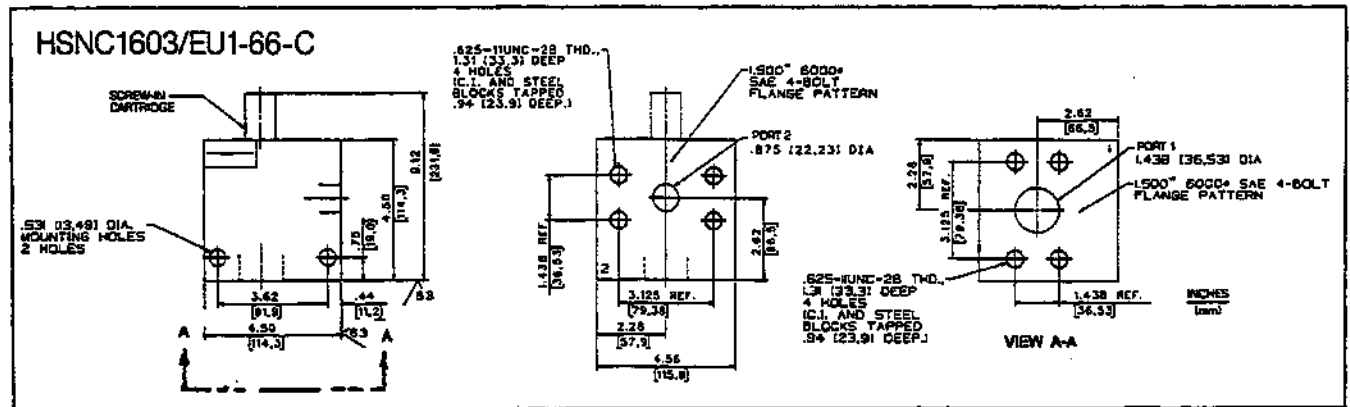 HSNC1603/EU1-66-C
SCREW-IN
CARTRIDGE
9.12
[231,6]
4.50
[114,3]
.75
[19,0]
.531 [13,49] DIA.
MOUNTING HOLES
2 HOLES
3.62
[91,9]
.44
[11,2]
63
4.50
[114,3]
63
A
A
.625-11UNC-2B THD.,
1.31 (33,3) DEEP
4 HOLES
(C.I. AND STEEL
BLOCKS TAPPED
.94 (23,9) DEEP.)
1.500" 6000#
SAE 4-BOLT
FLANGE PATTERN
PORT 2
.875 (22,23) DIA
1.438 REF.
[36,53]
2.62
[66,5]
2
3.125 REF.
[79,38]
2.28
[57,9]
4.56
[115,8]
2.62
[66,5]
PORT 1
1.438 (36,53) DIA
1.500" 6000# SAE 4-BOLT
FLANGE PATTERN
2.28
[57,9]
3.125 REF.
[79,38]
1
.625-11UNC-2B THD.,
1.31 (33,3) DEEP
4 HOLES
(C.I. AND STEEL
BLOCKS TAPPED
.94 (23,9) DEEP.)
1.438 REF.
[36,53]
INCHES
(mm)
VIEW A-A